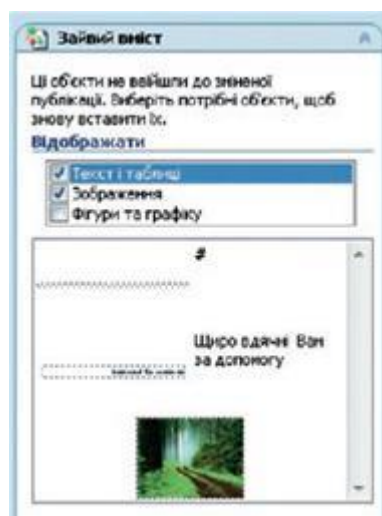 Зайвий вміст
Ці об'єкти не ввійшли до зміненої
публікації. Виберіть потрібні об'єкти, щоб
знову вставити їх.
Відображати
Текст і таблиці
Зображення
Фігури та графіку
#
Щиро вдячні Вам
за допомогу